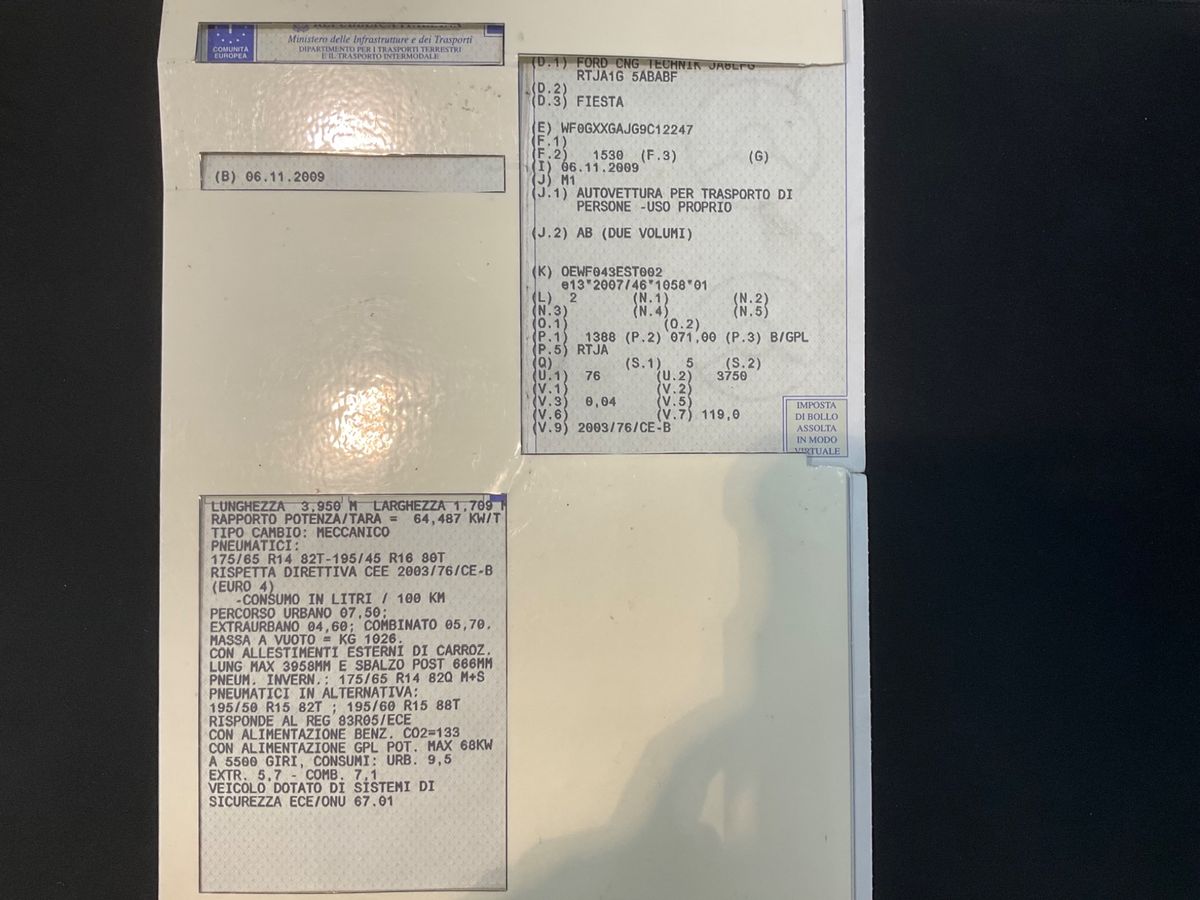 COMUNITÀ
EUROPEA
Ministero delle Infrastrutture e dei Trasporti
DIPARTIMENTO PER I TRASPORTI TERRESTRI
E IL TRASPORTO INTERMODALE
(B) 06.11.2009
(D.1) FORD CNG TECHNIK
RTJA1G 5ABABF
(D.2)
(D.3) FIESTA
(E) WF0GXXGAJG9C12247
(F.1)
(F.2) 1530 (F.3) (G)
(I) 06.11.2009
(J) M1
(J.1) AUTOVETTURA PER TRASPORTO DI
PERSONE -USO PROPRIO
(J.2) AB (DUE VOLUMI)
(K) OEWF043EST002
e13*2007/46*1058*01
(L) 2 (N.1) (N.2)
(N.3) (N.4) (N.5)
(O.1) (O.2)
(P.1) 1388 (P.2) 071,00 (P.3) B/GPL
(P.5) RTJA
(Q) (S.1) 5 (S.2)
(U.1) 76 (U.2) 3750
(V.1) (V.2)
(V.3) 0,04 (V.5)
(V.6) (V.7) 119,0
(V.9) 2003/76/CE-B
IMPOSTA
DI BOLLO
ASSOLTA
IN MODO
VIRTUALE
LUNGHEZZA 3,950 M LARGHEZZA 1,709
RAPPORTO POTENZA/TARA = 64,487 KW/T
TIPO CAMBIO: MECCANICO
PNEUMATICI:
175/65 R14 82T-195/45 R16 80T
RISPETTA DIRETTIVA CEE 2003/76/CE-B
(EURO 4)
-CONSUMO IN LITRI / 100 KM
PERCORSO URBANO 07,50;
EXTRAURBANO 04,60; COMBINATO 05,70.
MASSA A VUOTO = KG 1026.
CON ALLESTIMENTI ESTERNI DI CARROZ.
LUNG MAX 3958MM E SBALZO POST 666MM
PNEUM. INVERN.: 175/65 R14 82Q M+S
PNEUMATICI IN ALTERNATIVA:
195/50 R15 82T ; 195/60 R15 88T
RISPONDE AL REG 83R05/ECE
CON ALIMENTAZIONE BENZ. CO2=133
CON ALIMENTAZIONE GPL POT. MAX 68KW
A 5500 GIRI, CONSUMI: URB. 9,5
EXTR. 5,7 - COMB. 7,1
VEICOLO DOTATO DI SISTEMI DI
SICUREZZA ECE/ONU 67.01